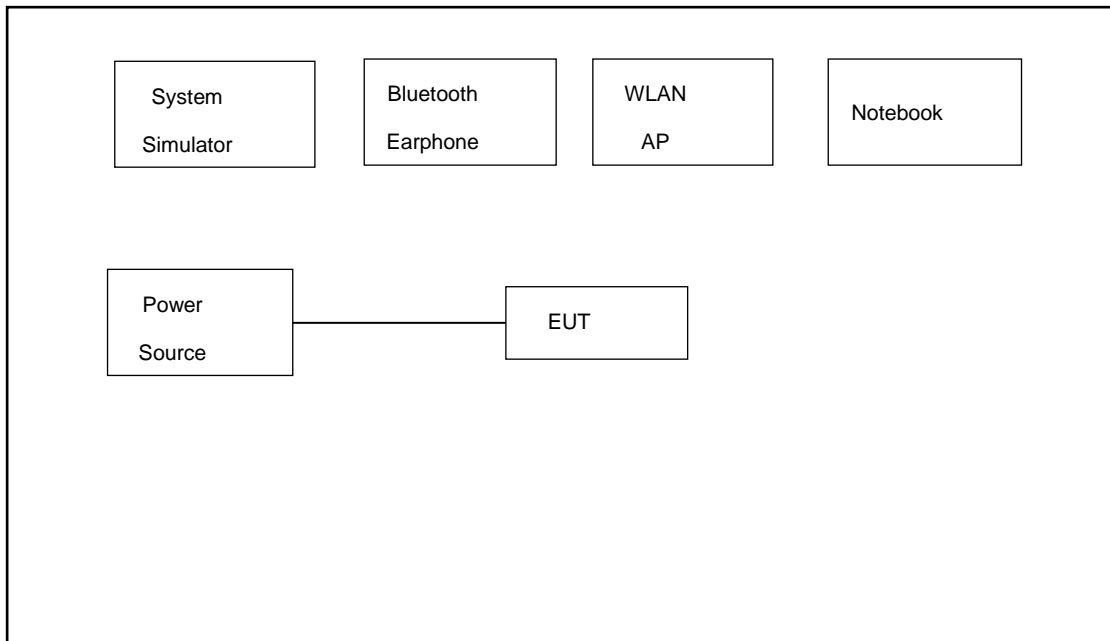 System
Simulator
Bluetooth
Earphone
WLAN
AP
Notebook
Power
Source
EUT